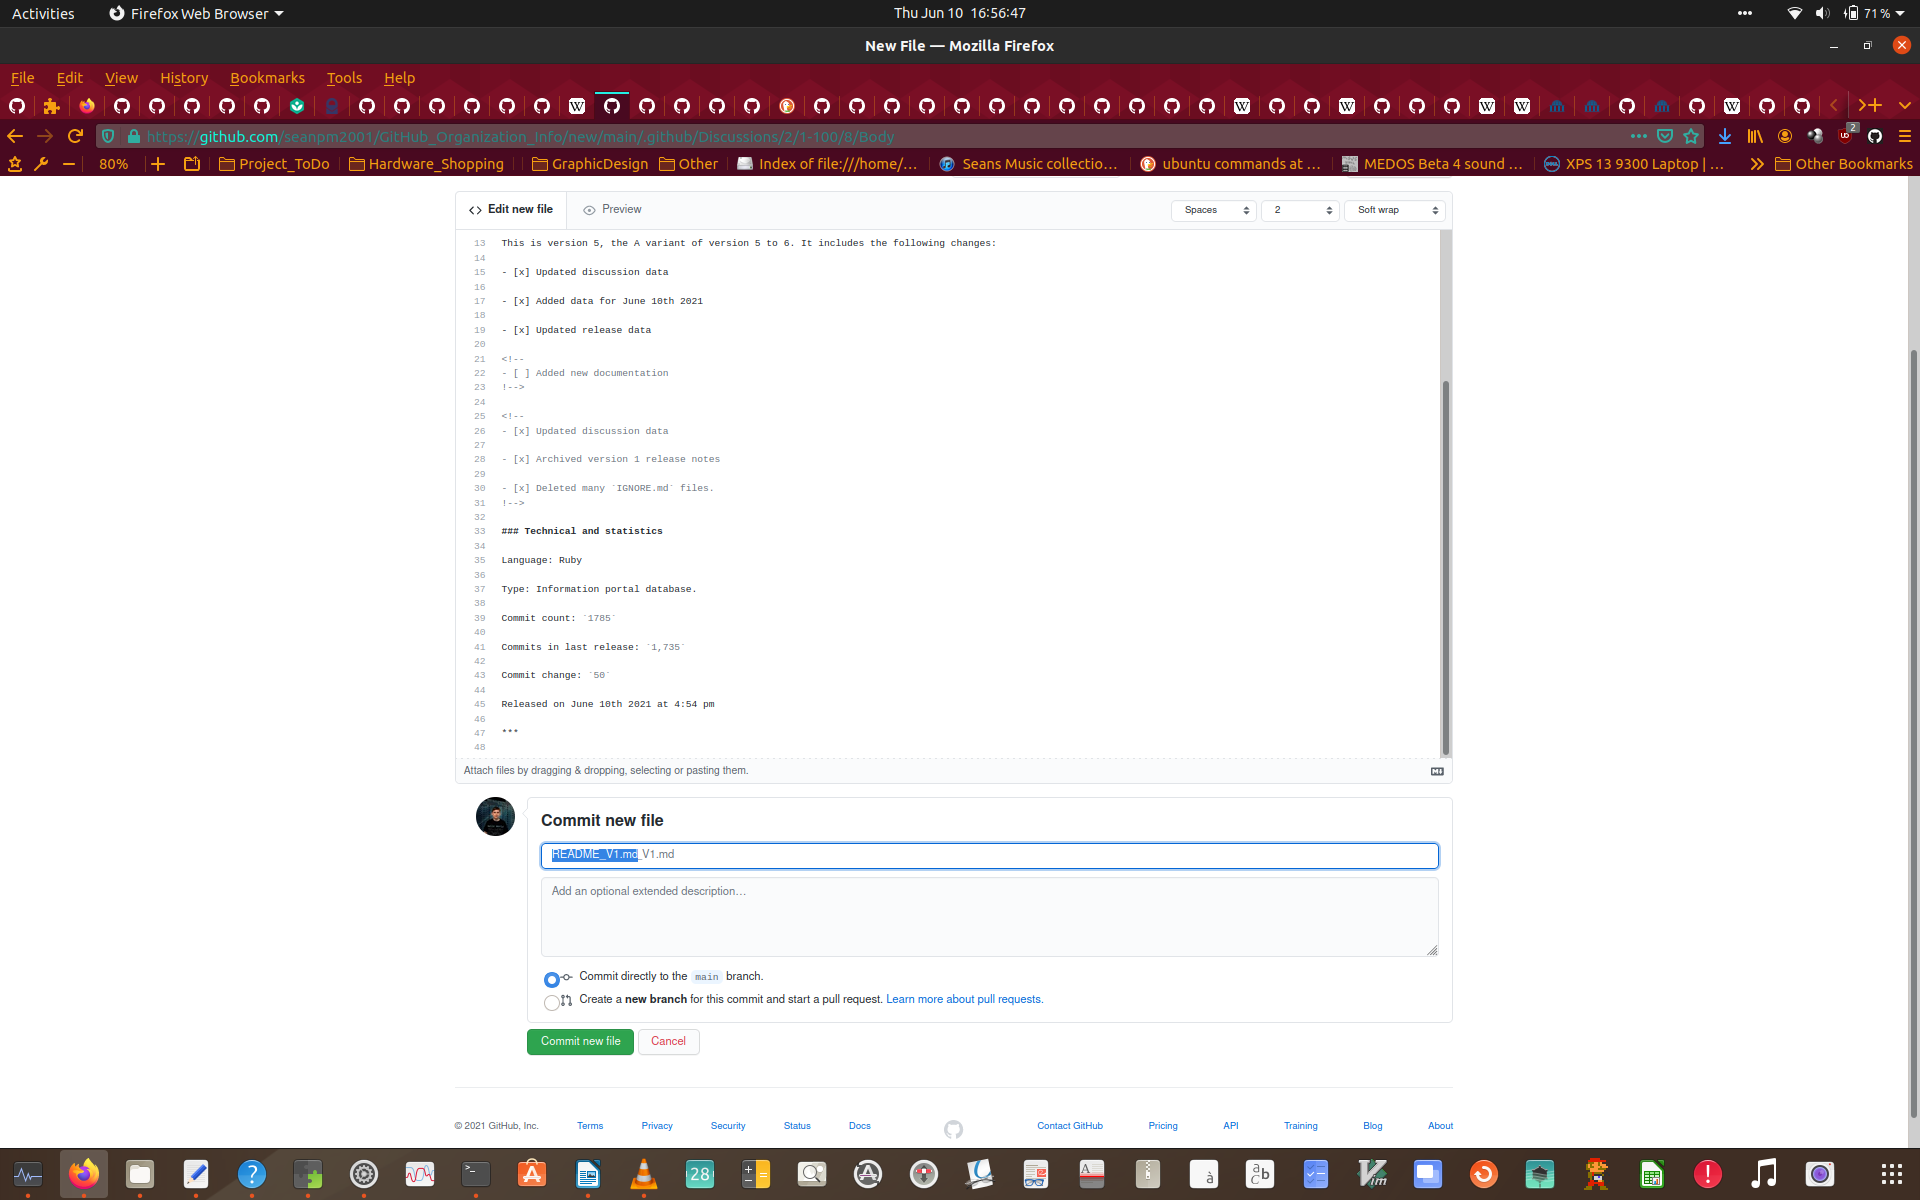 Activities
Firefox Web Browser
Thu Jun 10 16:56:47
71 %
New File — Mozilla Firefox
File Edit View History Bookmarks Tools Help
https://github.com/seanpm2001/GitHub_Organization_Info/new/main/.github/Discussions/2/1-100/8/Body
2
80% Project_ToDo Hardware_Shopping GraphicDesign Other Index of file:///home/... Seans Music collectio... ubuntu commands at ... MEDOS Beta 4 sound ... XPS 13 9300 Laptop | ... Other Bookmarks
<> Edit new file Preview Spaces 2 Soft wrap
13 This is version 5, the A variant of version 5 to 6. It includes the following changes:
14
15 - [x] Updated discussion data
16
17 - [x] Added data for June 10th 2021
18
19 - [x] Updated release data
20
21 <!--
22 - [ ] Added new documentation
23 !-->
24
25 <!--
26 - [x] Updated discussion data
27
28 - [x] Archived version 1 release notes
29
30 - [x] Deleted many `IGNORE.md` files.
31 !-->
32
33 ### Technical and statistics
34
35 Language: Ruby
36
37 Type: Information portal database.
38
39 Commit count: `1785`
40
41 Commits in last release: `1,735`
42
43 Commit change: `50`
44
45 Released on June 10th 2021 at 4:54 pm
46
47 ***
48
Attach files by dragging & dropping, selecting or pasting them.
Commit new file
README_V1.md_V1.md
Add an optional extended description...
Commit directly to the main branch.
Create a new branch for this commit and start a pull request. Learn more about pull requests.
Commit new file Cancel
© 2021 GitHub, Inc. Terms Privacy Security Status Docs Contact GitHub Pricing API Training Blog About
28